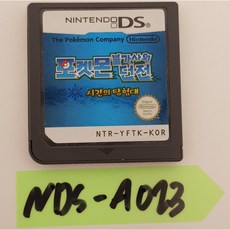 NINTENDO DS
The Pokémon Company Nintendo
포켓몬 불가사의 던전
시간의 탐험대
NTR-YFTK-KOR
NDS-A013